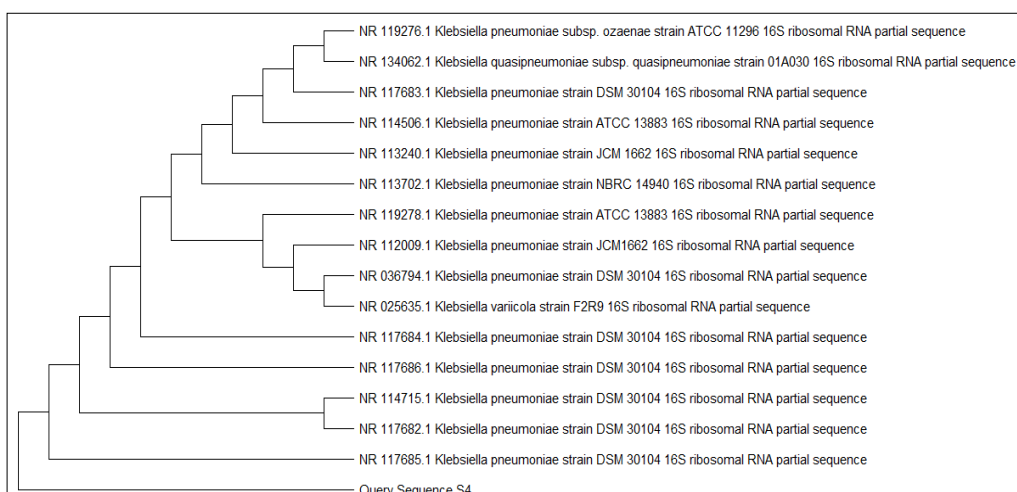 NR 119276.1 Klebsiella pneumoniae subsp. ozaenae strain ATCC 11296 16S ribosomal RNA partial sequence
NR 134062.1 Klebsiella quasipneumoniae subsp. quasipneumoniae strain 01A030 16S ribosomal RNA partial sequence
NR 117683.1 Klebsiella pneumoniae strain DSM 30104 16S ribosomal RNA partial sequence
NR 114506.1 Klebsiella pneumoniae strain ATCC 13883 16S ribosomal RNA partial sequence
NR 113240.1 Klebsiella pneumoniae strain JCM 1662 16S ribosomal RNA partial sequence
NR 113702.1 Klebsiella pneumoniae strain NBRC 14940 16S ribosomal RNA partial sequence
NR 119278.1 Klebsiella pneumoniae strain ATCC 13883 16S ribosomal RNA partial sequence
NR 112009.1 Klebsiella pneumoniae strain JCM1662 16S ribosomal RNA partial sequence
NR 036794.1 Klebsiella pneumoniae strain DSM 30104 16S ribosomal RNA partial sequence
NR 025635.1 Klebsiella variicola strain F2R9 16S ribosomal RNA partial sequence
NR 117684.1 Klebsiella pneumoniae strain DSM 30104 16S ribosomal RNA partial sequence
NR 117686.1 Klebsiella pneumoniae strain DSM 30104 16S ribosomal RNA partial sequence
NR 114715.1 Klebsiella pneumoniae strain DSM 30104 16S ribosomal RNA partial sequence
NR 117682.1 Klebsiella pneumoniae strain DSM 30104 16S ribosomal RNA partial sequence
NR 117685.1 Klebsiella pneumoniae strain DSM 30104 16S ribosomal RNA partial sequence
Query Sequence S4